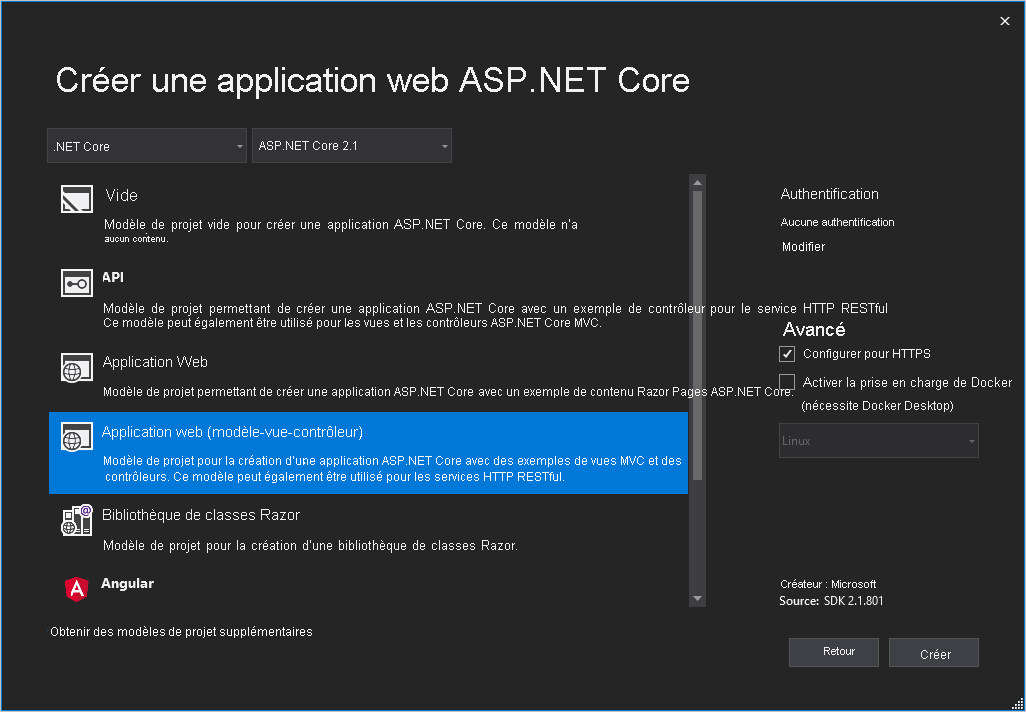 Créer une application web ASP.NET Core
.NET Core
ASP.NET Core 2.1
Vide
Modèle de projet vide pour créer une application ASP.NET Core. Ce modèle n'a
aucun contenu.
API
Modèle de projet permettant de créer une application ASP.NET Core avec un exemple de contrôleur pour le service HTTP RESTful
Ce modèle peut également être utilisé pour les vues et les contrôleurs ASP.NET Core MVC.
Application Web
Modèle de projet permettant de créer une application ASP.NET Core avec un exemple de contenu Razor Pages ASP.NET Core.
Application web (modèle-vue-contrôleur)
Modèle de projet pour la création d'une application ASP.NET Core avec des exemples de vues MVC et des
contrôleurs. Ce modèle peut également être utilisé pour les services HTTP RESTful.
Bibliothèque de classes Razor
Modèle de projet pour la création d'une bibliothèque de classes Razor.
Angular
Obtenir des modèles de projet supplémentaires
Authentification
Aucune authentification
Modifier
Avancé
Configurer pour HTTPS
Activer la prise en charge de Docker
(nécessite Docker Desktop)
Linux
Créateur : Microsoft
Source: SDK 2.1.801
Retour
Créer